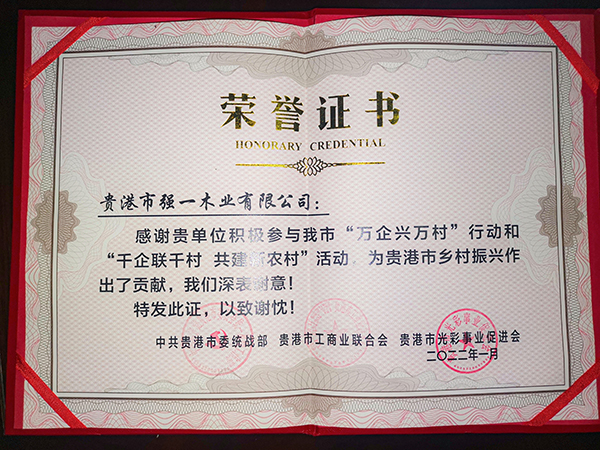 荣誉证书
HONORARY CREDENTIAL
贵港市强一木业有限公司：
感谢贵单位积极参与我市“万企兴万村”行动和
“千企联千村 共建新农村”活动，为贵港市乡村振兴作
出了贡献，我们深表谢意！
特发此证，以致谢忱！
中共贵港市委统战部 贵港市工商业联合会 贵港市光彩事业促进会
二〇二二年一月